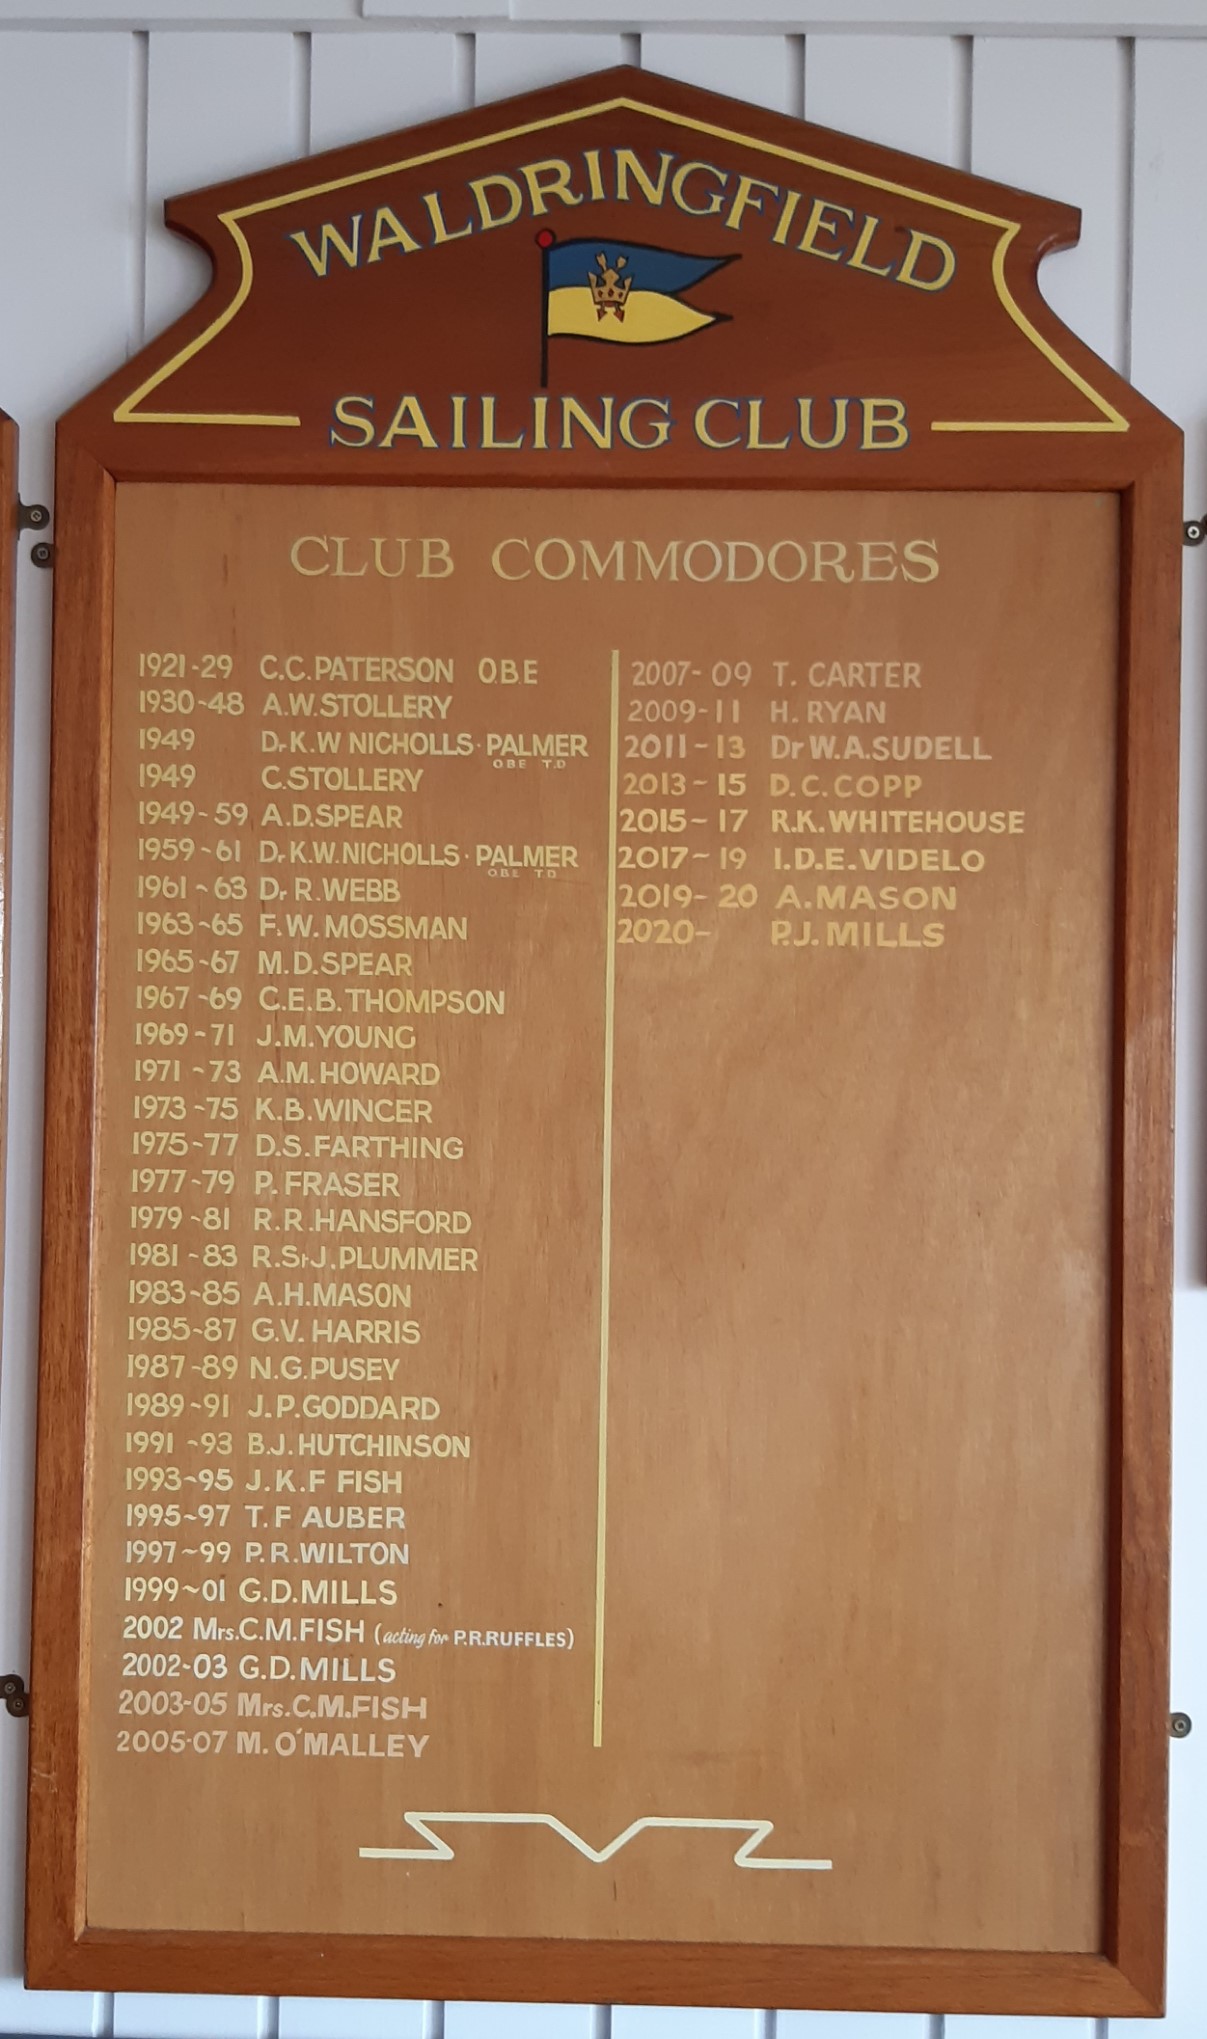 WALDRINGFIELD
SAILING CLUB
CLUB COMMODORES
1921-29 C.C. PATERSON O.B.E
1930-48 A.W. STOLLERY
1949 Dr K.W NICHOLLS-PALMER
O.B.E T.D
1949 C. STOLLERY
1949-59 A.D. SPEAR
1959-61 Dr K.W. NICHOLLS-PALMER
O.B.E T.D.
1961-63 Dr R. WEBB
1963-65 F.W. MOSSMAN
1965-67 M.D. SPEAR
1967-69 C.E.B. THOMPSON
1969-71 J.M. YOUNG
1971-73 A.M. HOWARD
1973-75 K.B. WINCER
1975-77 D.S. FARTHING
1977-79 P. FRASER
1979-81 R.R. HANSFORD
1981-83 R.St J. PLUMMER
1983-85 A.H. MASON
1985-87 G.V. HARRIS
1987-89 N.G. PUSEY
1989-91 J.P. GODDARD
1991-93 B.J. HUTCHINSON
1993-95 J.K.F FISH
1995-97 T.F AUBER
1997-99 P.R. WILTON
1999-01 G.D. MILLS
2002 Mrs. C.M. FISH (acting for P.R. RUFFLES)
2002-03 G.D. MILLS
2003-05 Mrs. C.M. FISH
2005-07 M. O'MALLEY
2007-09 T. CARTER
2009-11 H. RYAN
2011-13 Dr W.A. SUDELL
2013-15 D.C. COPP
2015-17 R.K. WHITEHOUSE
2017-19 I.D.E. VIDELO
2019-20 A. MASON
2020- P.J. MILLS